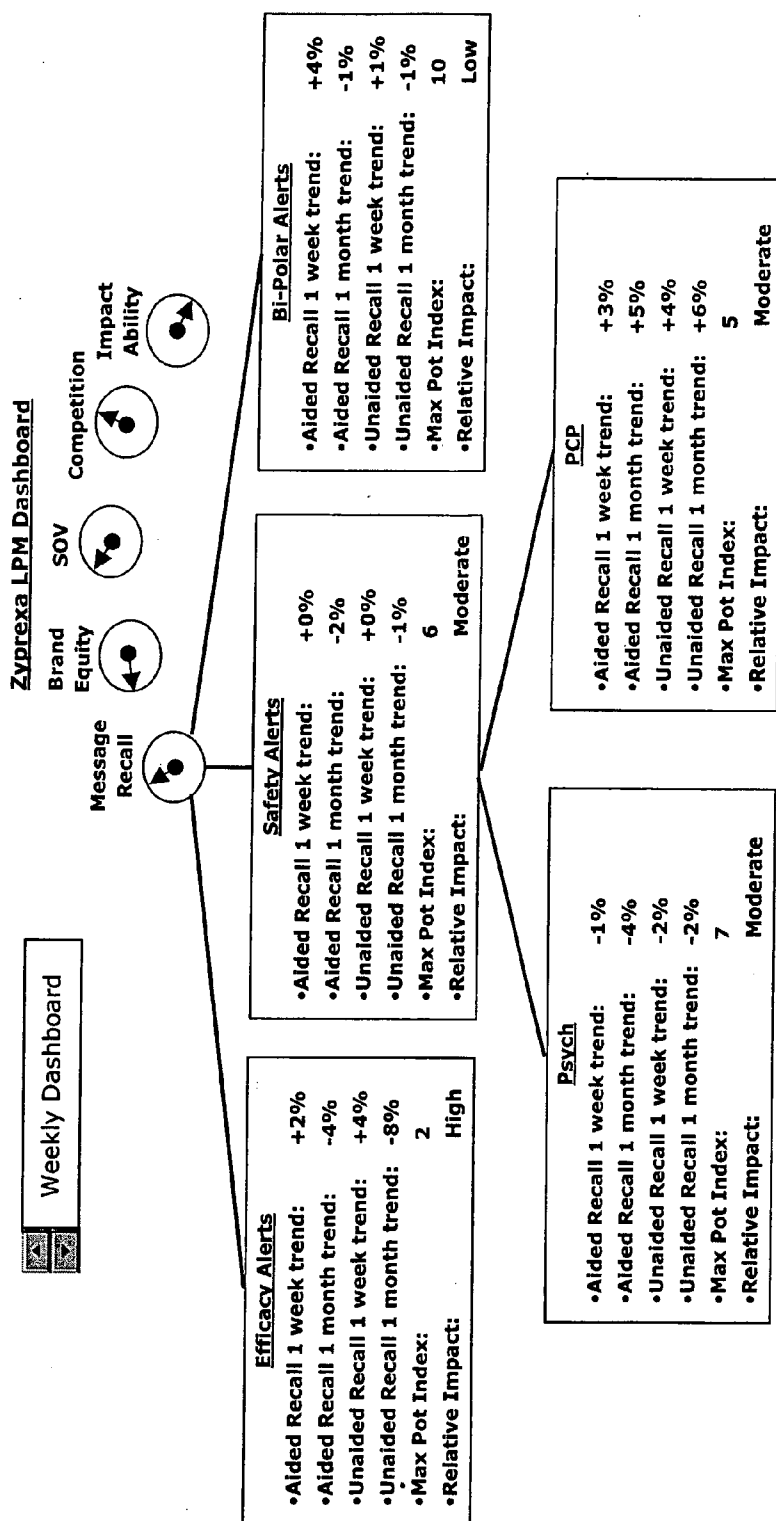 Weekly Dashboard
Zyprexa LPM Dashboard
Message
Recall
Brand
Equity
SOV
Competition
Impact
Ability
Efficacy Alerts
•Aided Recall 1 week trend: +2%
•Aided Recall 1 month trend: -4%
•Unaided Recall 1 week trend: +4%
•Unaided Recall 1 month trend: -8%
•Max Pot Index: 2
•Relative Impact: High
Safety Alerts
•Aided Recall 1 week trend: +0%
•Aided Recall 1 month trend: -2%
•Unaided Recall 1 week trend: +0%
•Unaided Recall 1 month trend: -1%
•Max Pot Index: 6
•Relative Impact: Moderate
Bi-Polar Alerts
•Aided Recall 1 week trend: +4%
•Aided Recall 1 month trend: -1%
•Unaided Recall 1 week trend: +1%
•Unaided Recall 1 month trend: -1%
•Max Pot Index: 10
•Relative Impact: Low
Psych
•Aided Recall 1 week trend: -1%
•Aided Recall 1 month trend: -4%
•Unaided Recall 1 week trend: -2%
•Unaided Recall 1 month trend: -2%
•Max Pot Index: 7
•Relative Impact: Moderate
PCP
•Aided Recall 1 week trend: +3%
•Aided Recall 1 month trend: +5%
•Unaided Recall 1 week trend: +4%
•Unaided Recall 1 month trend: +6%
•Max Pot Index: 5
•Relative Impact: Moderate